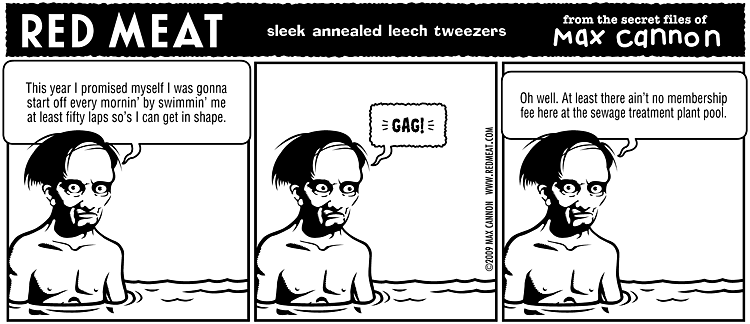 RED MEAT
sleek annealed leech tweezers
from the secret files of
Max cannon
This year I promised myself I was gonna
start off every mornin' by swimmin' me
at least fifty laps so's I can get in shape.
GAG!
©2009 MAX CANNON WWW.REDMEAT.COM
Oh well. At least there ain't no membership
fee here at the sewage treatment plant pool.